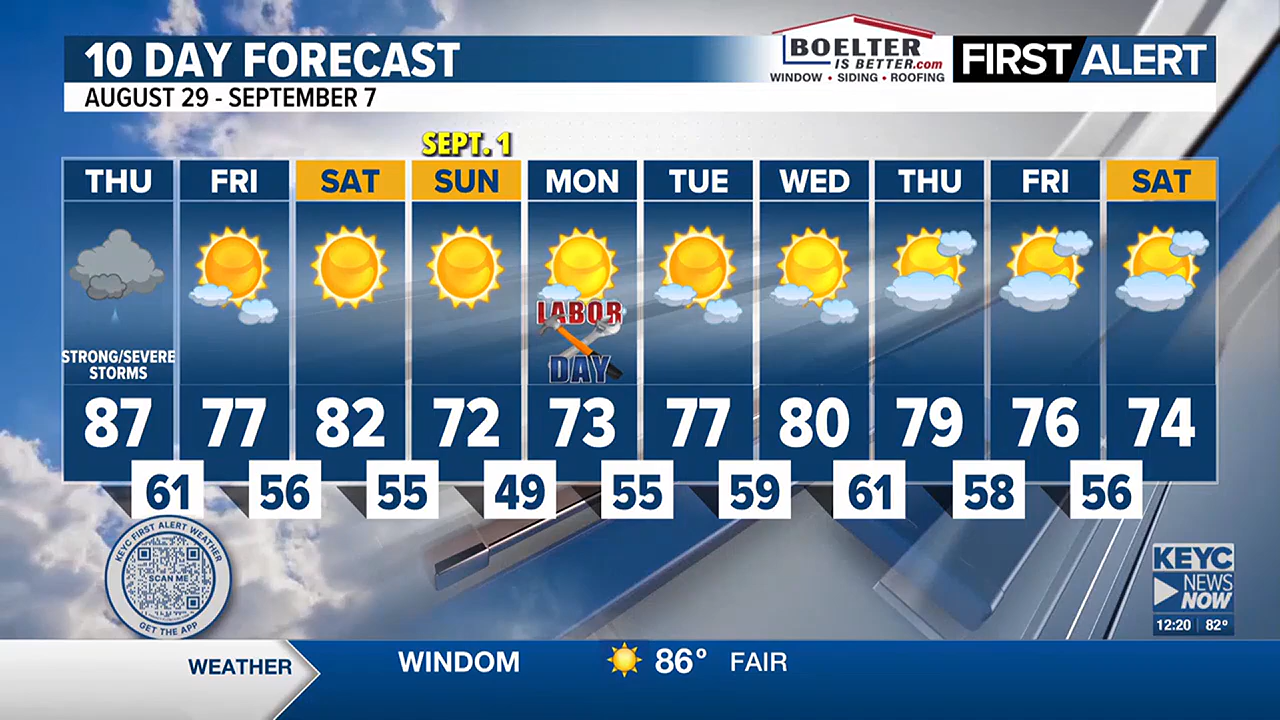 10 DAY FORECAST
AUGUST 29 - SEPTEMBER 7
BOELTER
IS BETTER.com
WINDOW • SIDING • ROOFING
FIRST ALERT
SEPT. 1
THU FRI SAT SUN MON TUE WED THU FRI SAT
LABOR
DAY
STRONG/SEVERE
STORMS
87 77 82 72 73 77 80 79 76 74
61 56 55 49 55 59 61 58 56
KEYC FIRST ALERT WEATHER
SCAN ME
GET THE APP
KEYC
NEWS
NOW
12:20 82°
WEATHER WINDOM 86° FAIR